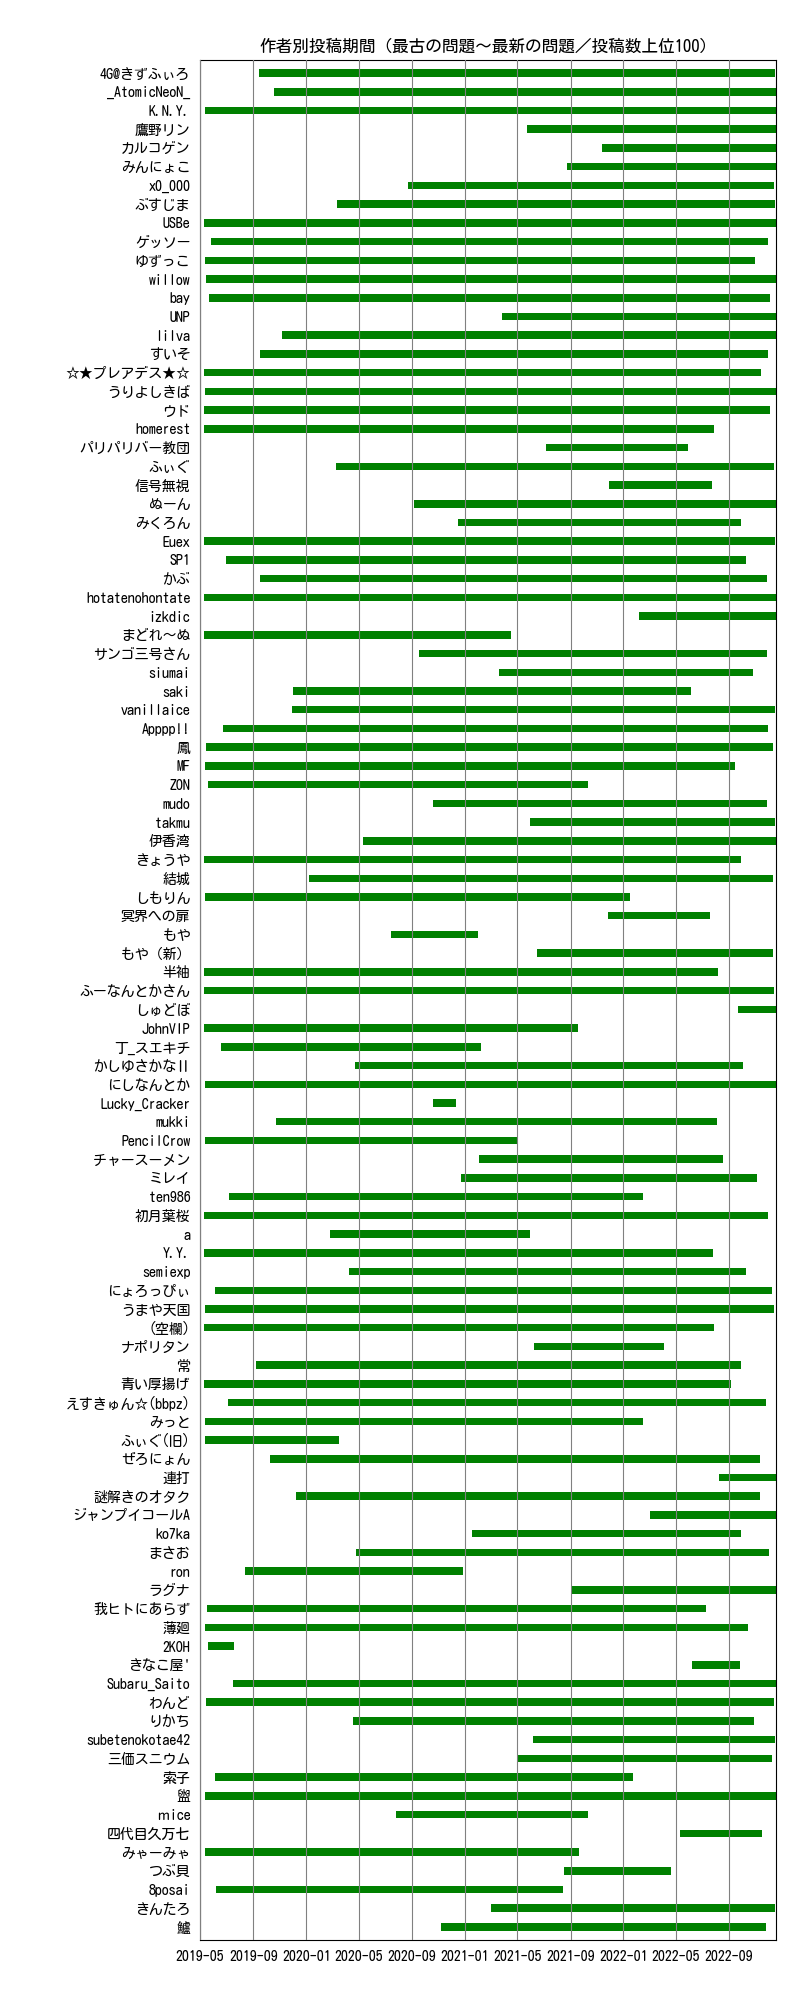 作者別投稿期間（最古の問題～最新の問題／投稿数上位100）
4G@きずふぃろ
_AtomicNeoN_
K.N.Y.
鷹野リン
カルコゲン
みんにょこ
x0_000
ぶすじま
USBe
ゲッソー
ゆずっこ
willow
bay
UNP
lilva
すいそ
☆★プレアデス★☆
うりよしきば
ウド
homerest
パリパリバー教団
ふぃぐ
信号無視
ぬーん
みくろん
Euex
SP1
かぶ
hotatenohontate
izkdic
まどれ～ぬ
サンゴ三号さん
siumai
saki
vanillaice
鳳
MF
ZON
mudo
takmu
伊香湾
きょうや
結城
しもりん
冥界への扉
もや
もや（新）
半袖
ふーなんとかさん
しゅどぼ
JohnVIP
丁_スエキチ
かしゆさかなⅡ
にしなんとか
Lucky_Cracker
mukki
PencilCrow
チャースーメン
ミレイ
ten986
初月葉桜
a
Y.Y.
semiexp
にょろっぴぃ
うまや天国
(空欄)
ナポリタン
常
青い厚揚げ
えすきゅん☆(bbpz)
みっと
ふぃぐ(旧)
ぜろにょん
連打
謎解きのオタク
ジャンプイコールA
ko7ka
まさお
ron
ラグナ
我ヒトにあらず
薄廻
2KOH
きなこ屋'
Subaru_Saito
わんど
りかち
subetenokotae42
三価スニウム
索子
mice
四代目久万七
みゃーみゃ
つぶ貝
8posai
きんたろ
鱸
2019-05 2019-09 2020-01 2020-05 2020-09 2021-01 2021-05 2021-09 2022-01 2022-05 2022-09